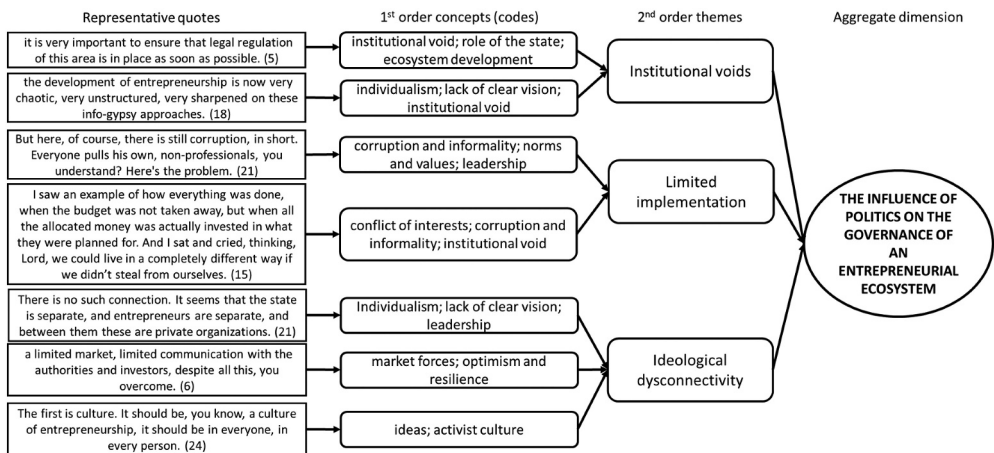 Representative quotes
1st order concepts (codes)
2nd order themes
Aggregate dimension
it is very important to ensure that legal regulation
of this area is in place as soon as possible. (5)
the development of entrepreneurship is now very
chaotic, very unstructured, very sharpened on these
info-gypsy approaches. (18)
But here, of course, there is still corruption, in short.
Everyone pulls his own, non-professionals, you
understand? Here's the problem. (21)
I saw an example of how everything was done,
when the budget was not taken away, but when all
the allocated money was actually invested in what
they were planned for. And I sat and cried, thinking,
Lord, we could live in a completely different way if
we didn't steal from ourselves. (15)
There is no such connection. It seems that the state
is separate, and entrepreneurs are separate, and
between them these are private organizations. (21)
a limited market, limited communication with the
authorities and investors, despite all this, you
overcome. (6)
The first is culture. It should be, you know, a culture
of entrepreneurship, it should be in everyone, in
every person. (24)
institutional void; role of the state;
ecosystem development
individualism; lack of clear vision;
institutional void
corruption and informality; norms
and values; leadership
conflict of interests; corruption and
informality; institutional void
Individualism; lack of clear vision;
leadership
market forces; optimism and
resilience
ideas; activist culture
Institutional voids
Limited
implementation
Ideological
dysconnectivity
THE INFLUENCE OF
POLITICS ON THE
GOVERNANCE OF
AN
ENTREPRENEURIAL
ECOSYSTEM